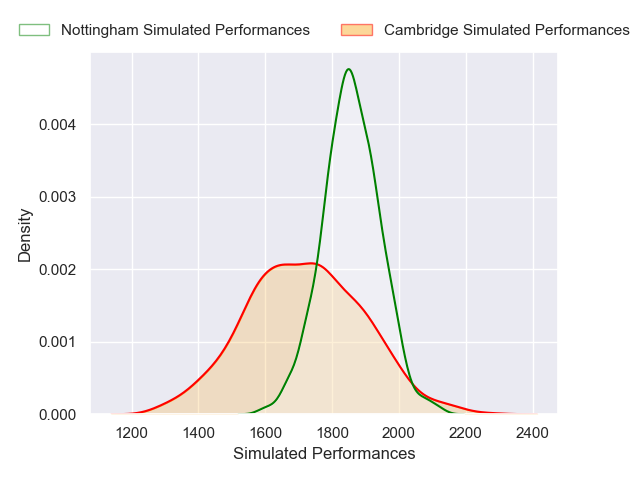 Nottingham Simulated Performances Cambridge Simulated Performances
0.004
0.003
0.002
0.001
0.000
Density
1200 1400 1600 1800 2000 2200 2400
Simulated Performances